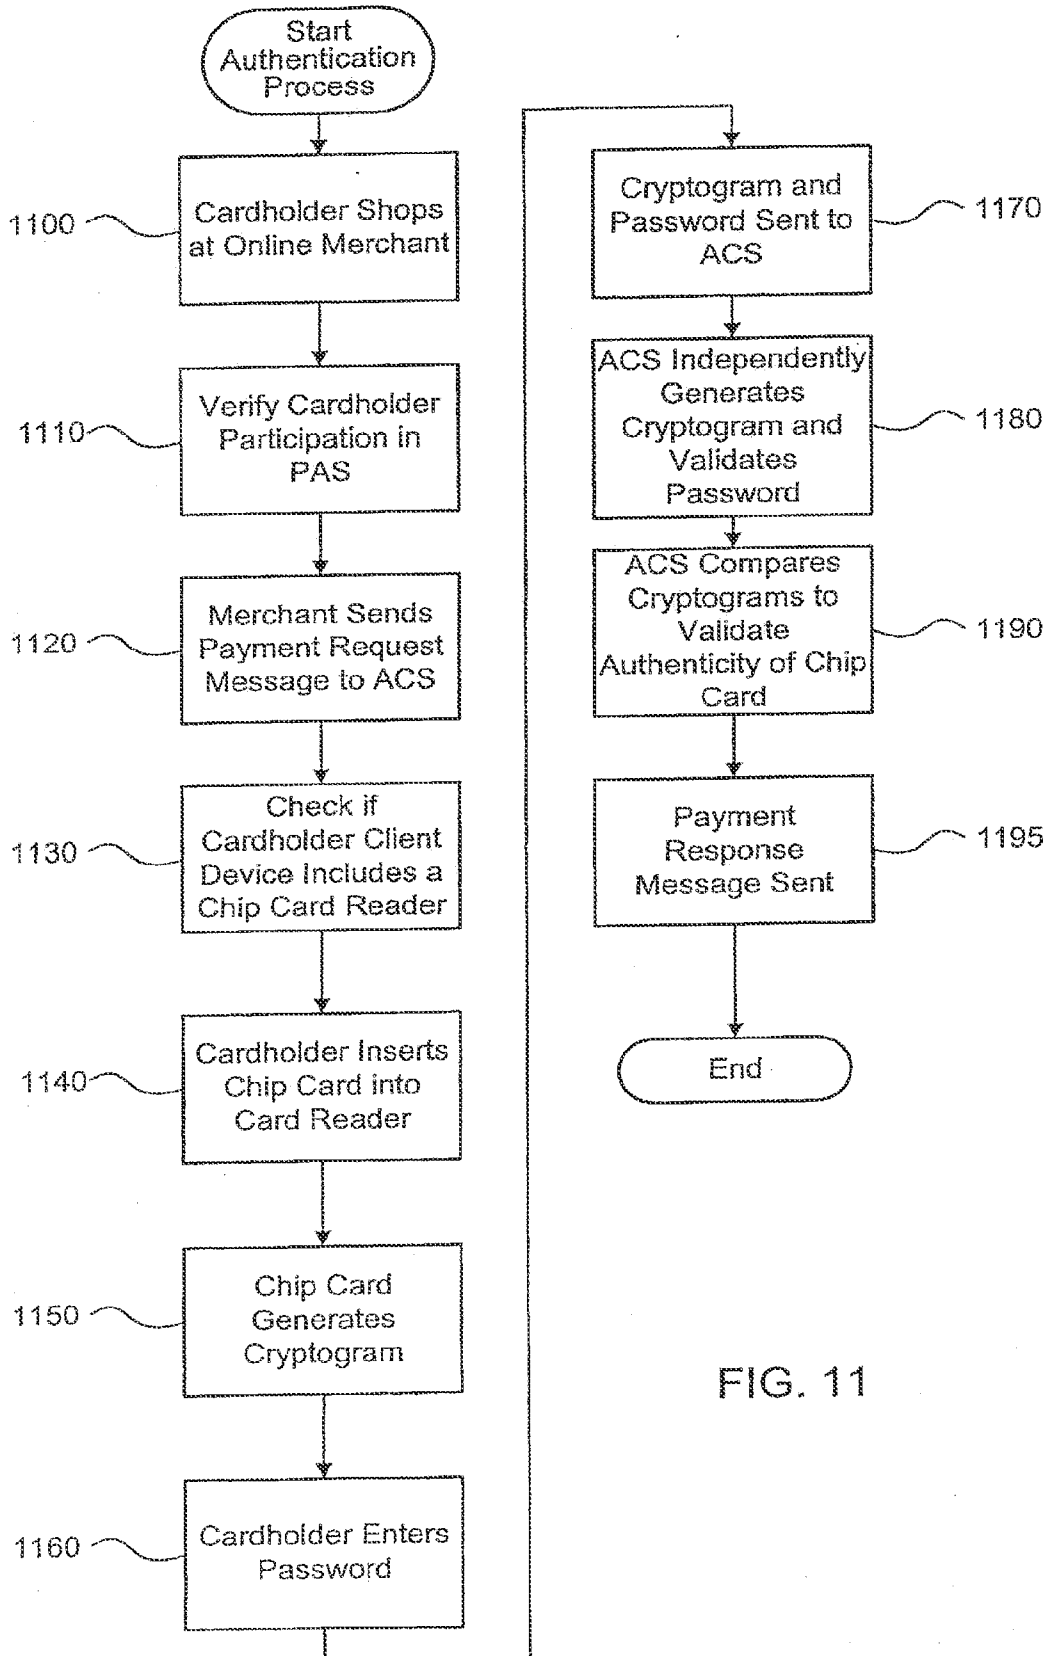 Start
Authentication
Process
1100
Cardholder Shops
at Online Merchant
1110
Verify Cardholder
Participation in
PAS
1120
Merchant Sends
Payment Request
Message to ACS
1130
Check if
Cardholder Client
Device Includes a
Chip Card Reader
1140
Cardholder Inserts
Chip Card into
Card Reader
1150
Chip Card
Generates
Cryptogram
1160
Cardholder Enters
Password
Cryptogram and
Password Sent to
ACS
1170
ACS Independently
Generates
Cryptogram and
Validates
Password
1180
ACS Compares
Cryptograms to
Validate
Authenticity of Chip
Card
1190
Payment
Response
Message Sent
1195
End
FIG. 11